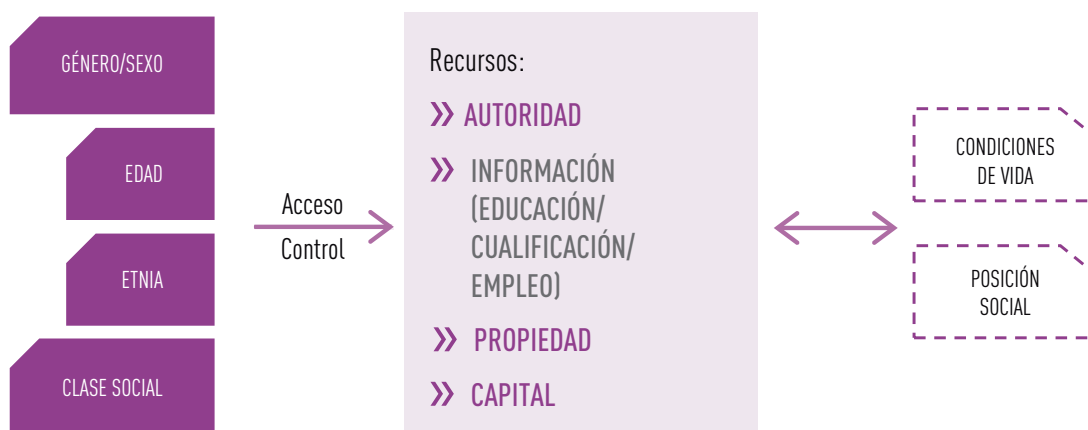 GÉNERO/SEXO
EDAD
ETNIA
CLASE SOCIAL
Acceso
Control
Recursos:
AUTORIDAD
INFORMACIÓN
(EDUCACIÓN/
CUALIFICACIÓN/
EMPLEO)
PROPIEDAD
CAPITAL
CONDICIONES
DE VIDA
POSICIÓN
SOCIAL